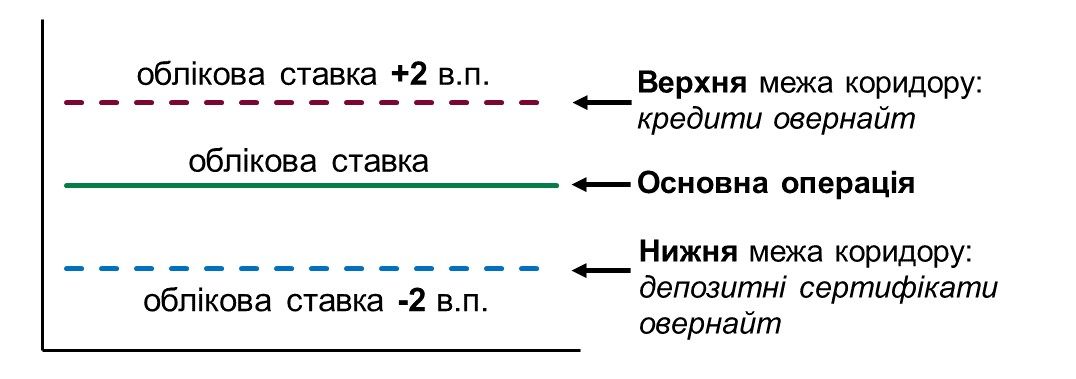 облікова ставка +2 в.п.
Верхня межа коридору:
кредити овернайт
облікова ставка
Основна операція
Нижня межа коридору:
депозитні сертифікати
овернайт
облікова ставка -2 в.п.